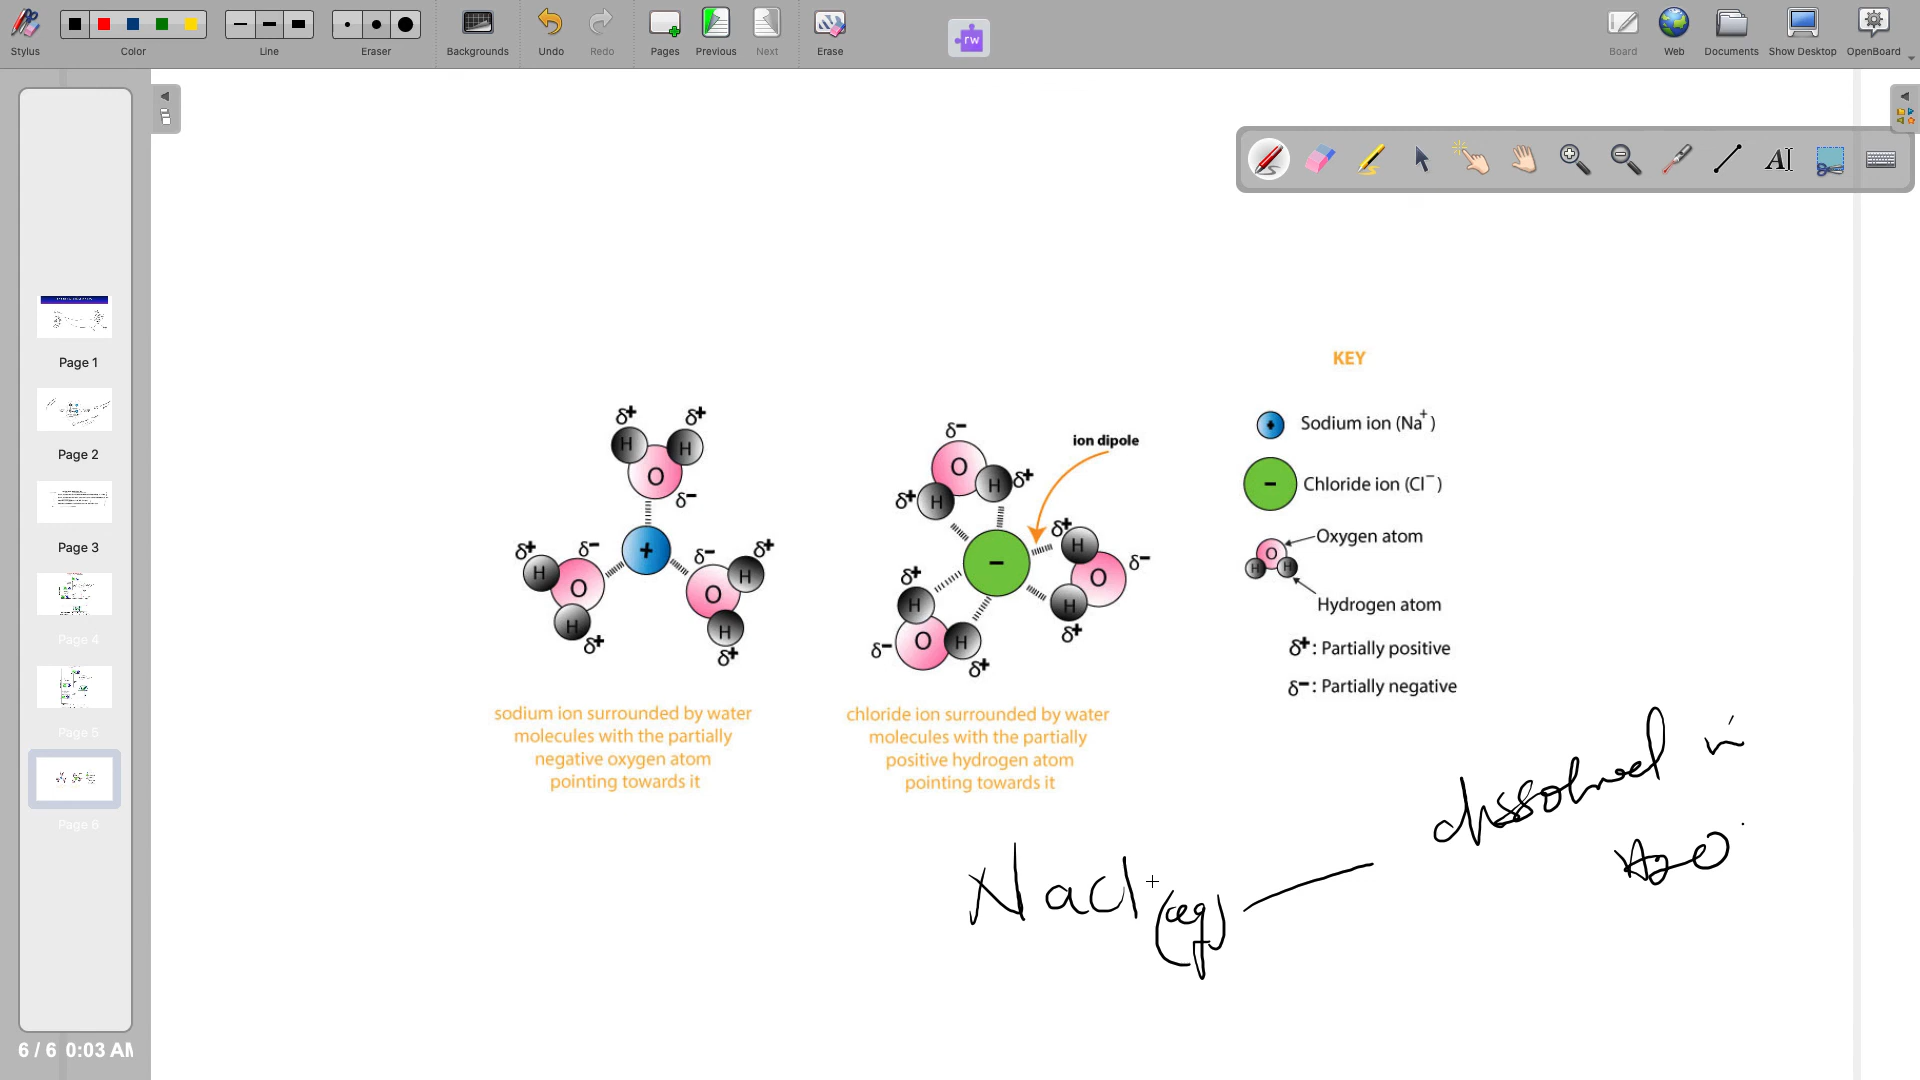 Stylus
Color
Line
Eraser
Backgrounds
Undo
Redo
Pages
Previous
Next
Erase
rw
Board
Web
Documents
Show Desktop
OpenBoard
Page 1
Page 2
Page 3
Page 4
Page 5
Page 6
6 / 6 0:03 AM
δ+ δ+
H H
O
δ-
+
δ+ δ-
H O
H
δ+
δ- δ+
O H
H
δ+
sodium ion surrounded by water
molecules with the partially
negative oxygen atom
pointing towards it
δ-
O
H δ+
δ+ H
ion dipole
-
δ+
H
O δ-
H
δ+
δ+
H
δ- O H
δ+
chloride ion surrounded by water
molecules with the partially
positive hydrogen atom
pointing towards it
KEY
+ Sodium ion (Na+)
- Chloride ion (Cl-)
O Oxygen atom
H H
Hydrogen atom
δ+: Partially positive
δ-: Partially negative
NaCl(aq)
dissolved in
H2O